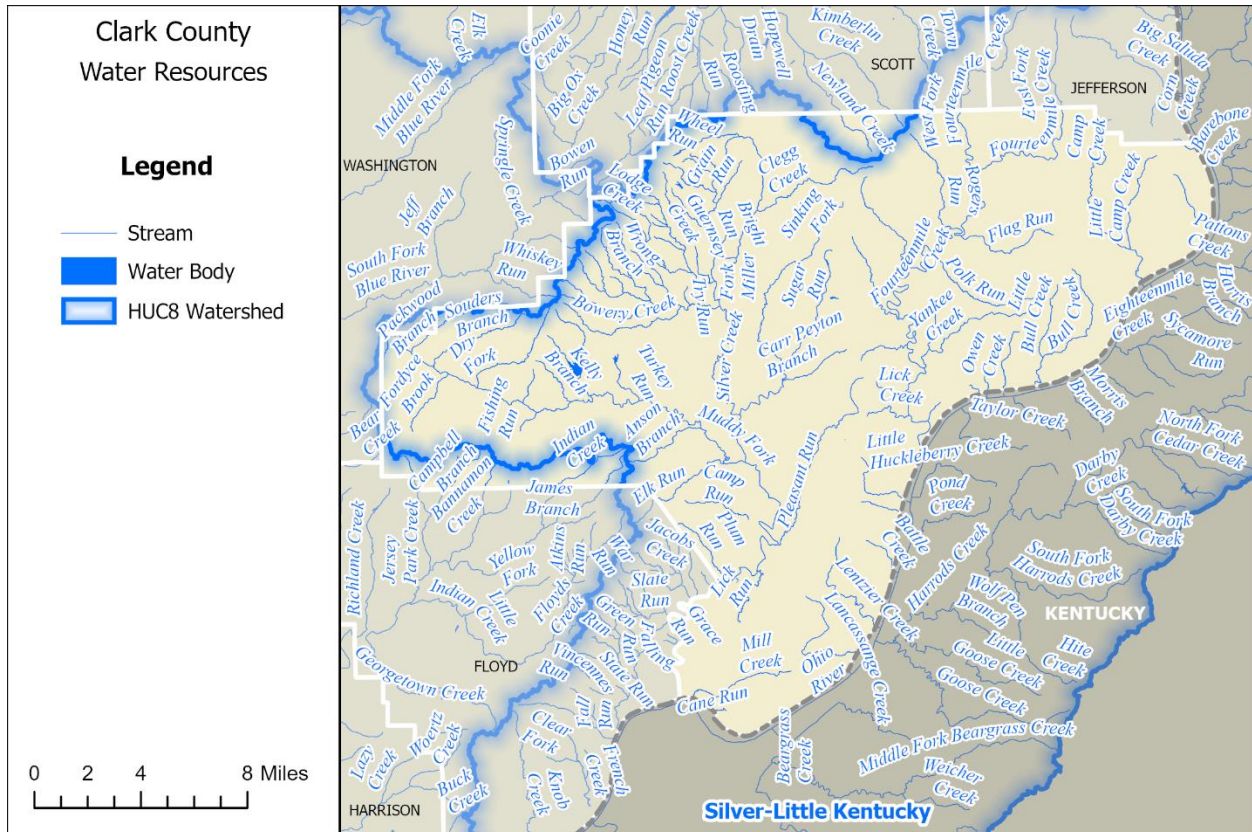 Clark County
Water Resources
Legend
Stream
Water Body
HUC8 Watershed
0 2 4 8 Miles
Elk
Creek
Coonie
Creek
Honey
Run
Big Ox
Creek
Leaf
Run
Pigeon
Roost Creek
Hopewell
Drain
Roosting
Run
Kimberlin
Creek
Newland Creek
SCOTT
Town
Creek
West Fork
Fourteenmile Creek
East Fork
Fourteenmile Creek
JEFFERSON
Big Saluda
Creek
Corn
Creek
Barebone
Creek
Middle Fork
Blue River
WASHINGTON
Springle Creek
Bowen
Run
Lodge
Creek
Wheel
Run
Grain
Run
Clegg
Creek
Camp
Creek
Jeff
Branch
South Fork
Blue River
Whiskey
Run
Wrong
Branch
Guernsey
Creek
Bright
Run
Sinking
Fork
Rogers
Run
Flag Run
Little
Camp Creek
Pattons
Creek
Packwood
Branch
Souders
Branch
Dry
Fork
Bowery Creek
Dry Run
Miller
Fork
Sugar
Run
Fourteenmile
Creek
Polk Run
Yankee
Creek
Little
Bull Creek
Bull Creek
Eighteenmile
Creek
Harts
Branch
Sycamore
Run
Bear
Creek
Fordyce
Brook
Fishing
Run
Kelly
Branch
Turkey
Run
Silver Creek
Carr Peyton
Branch
Owen
Creek
Lick
Creek
Morris
Branch
Taylor Creek
North Fork
Cedar Creek
Campbell
Branch
Bannamon
Creek
Indian
Creek
Anson
Branch
Muddy Fork
Pleasant Run
Little
Huckleberry Creek
Darby
Creek
South Fork
Darby Creek
James
Branch
Elk Run
Camp
Run
Plum
Run
Pond
Creek
Battle
Creek
Richland Creek
Jersey
Park Creek
Yellow
Fork
Akins
Run
War
Run
Jacobs
Creek
Lick
Run
Harrods Creek
South Fork
Harrods Creek
Indian Creek
Little
Floyds
Creek
Slate
Run
Green
Run
Falling
Run
Grace
Run
Lentzier Creek
Wolf Pen
Branch
KENTUCKY
Little
Goose Creek
Hite
Creek
FLOYD
Georgetown Creek
Vincennes
Run
Slate Run
Mill
Creek
Ohio
River
Lancassange Creek
Goose Creek
Lazy
Creek
Woertz
Creek
Buck
Creek
Clear
Fork
Fall
Run
Cane Run
Beargrass
Creek
Middle Fork Beargrass Creek
Weicher
Creek
HARRISON
Knob
Creek
French
Creek
Silver-Little Kentucky